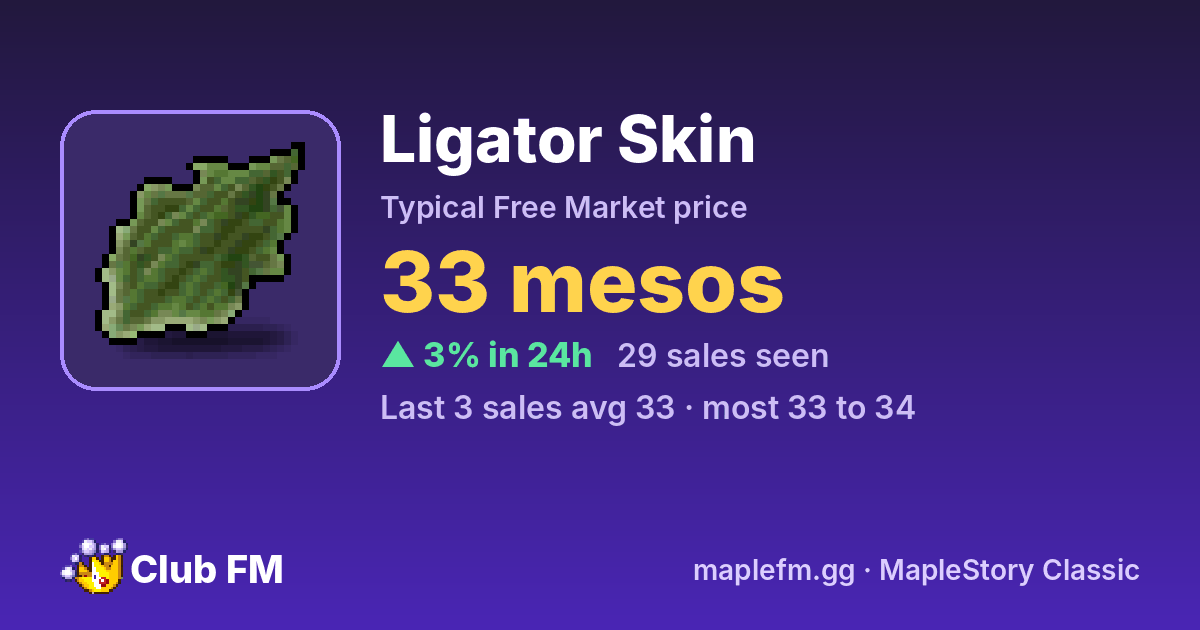 Ligator Skin
Typical Free Market price
33 mesos
▲ 3% in 24h 29 sales seen
Last 3 sales avg 33 · most 33 to 34
Club FM
maplefm.gg · MapleStory Classic